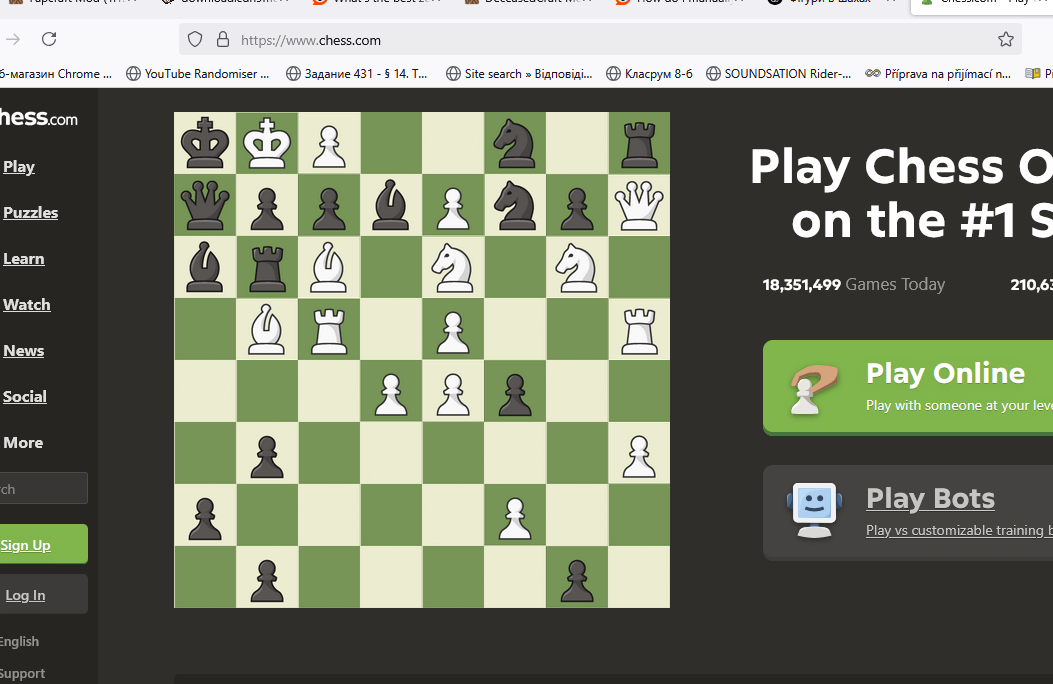 https://www.chess.com
б-магазин Chrome ... YouTube Randomiser ... Задание 431 - § 14. Т... Site search » Відповіді... Класрум 8-6 SOUNDSATION Rider-... Příprava na přijímací n...
hess.com
Play
Puzzles
Learn
Watch
News
Social
More
rch
Sign Up
Log In
English
Support
Play Chess O
on the #1 S
18,351,499 Games Today 210,63
Play Online
Play with someone at your leve
Play Bots
Play vs customizable training b